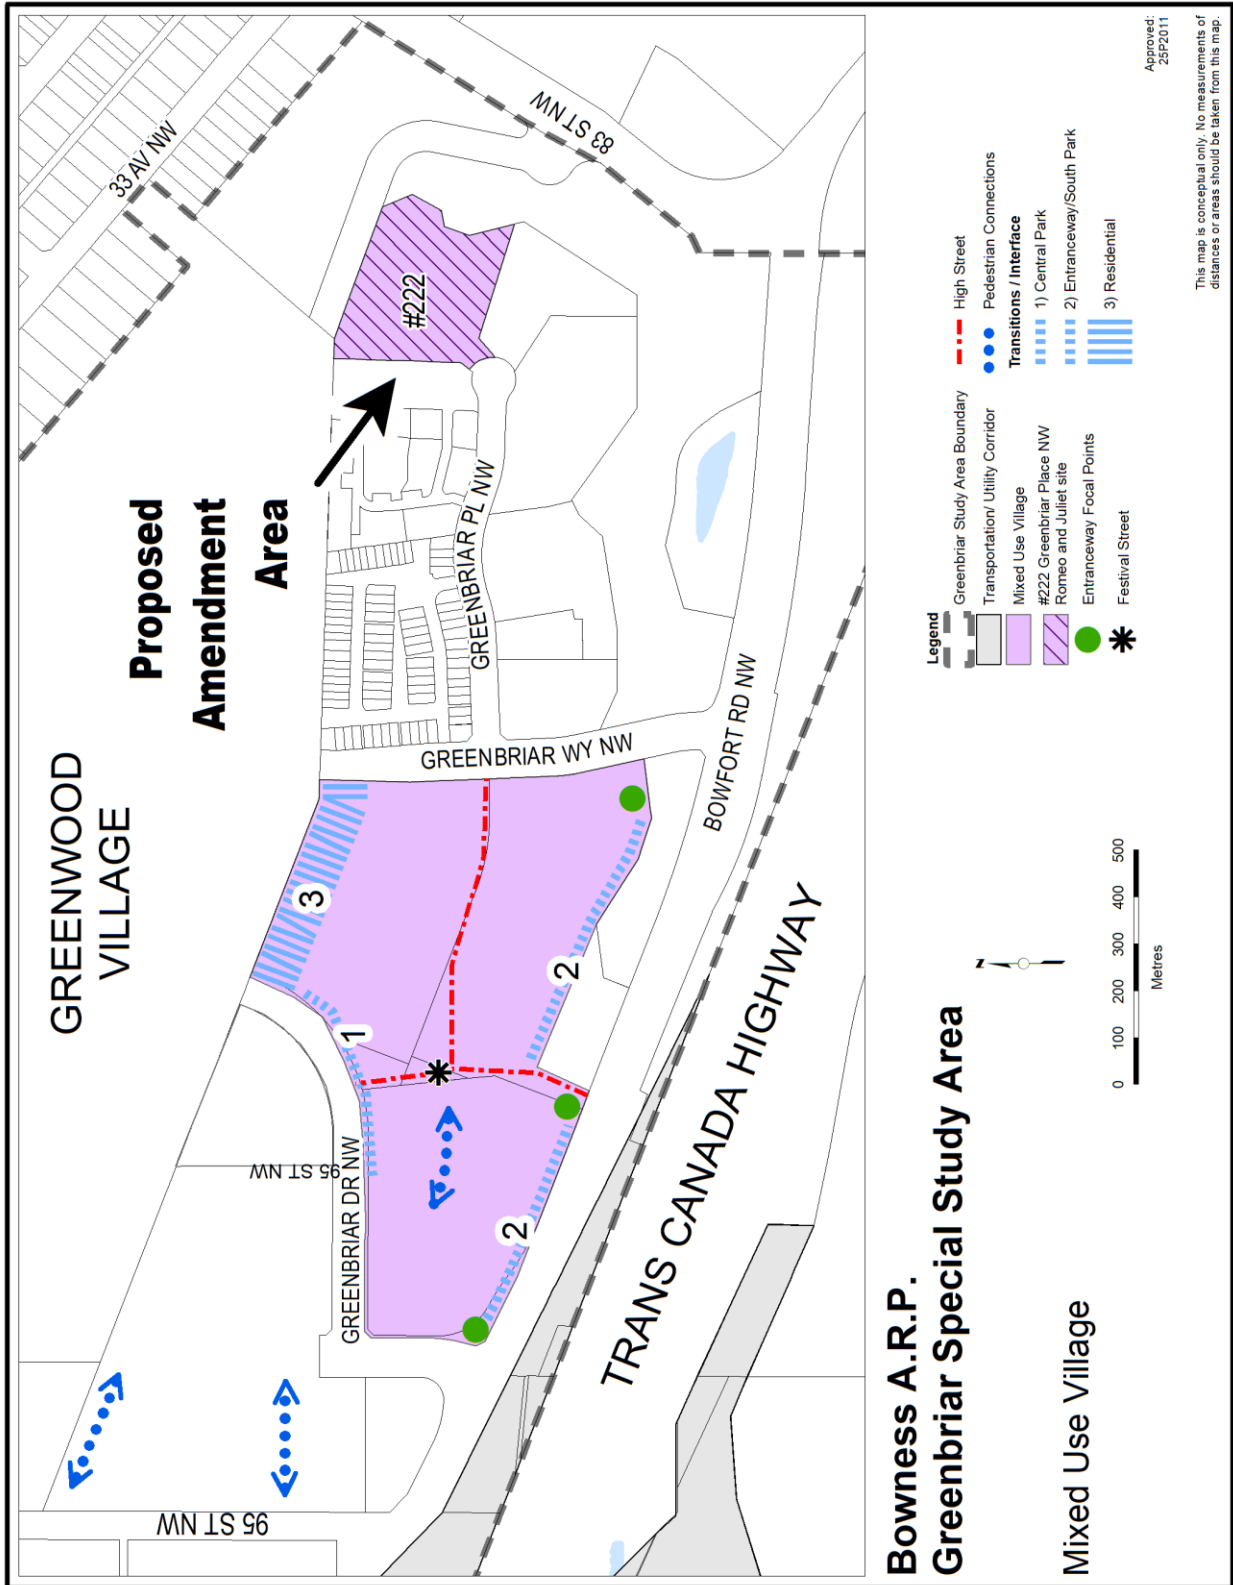 GREENWOOD
VILLAGE
Proposed
Amendment
Area
33 AV NW
83 ST NW
#222
GREENBRIAR PL NW
GREENBRIAR WY NW
BOWFORT RD NW
3
1
2
2
95 ST NW
GREENBRIAR DR NW
95 ST NW
TRANS CANADA HIGHWAY
Bowness A.R.P.
Greenbriar Special Study Area
Mixed Use Village
N
0 100 200 300 400 500
Metres
Legend
Greenbriar Study Area Boundary
Transportation/ Utility Corridor
Mixed Use Village
#222 Greenbriar Place NW
Romeo and Juliet site
Entranceway Focal Points
Festival Street
High Street
Pedestrian Connections
Transitions / Interface
1) Central Park
2) Entranceway/South Park
3) Residential
Approved:
25P2011
This map is conceptual only. No measurements of
distances or areas should be taken from this map.